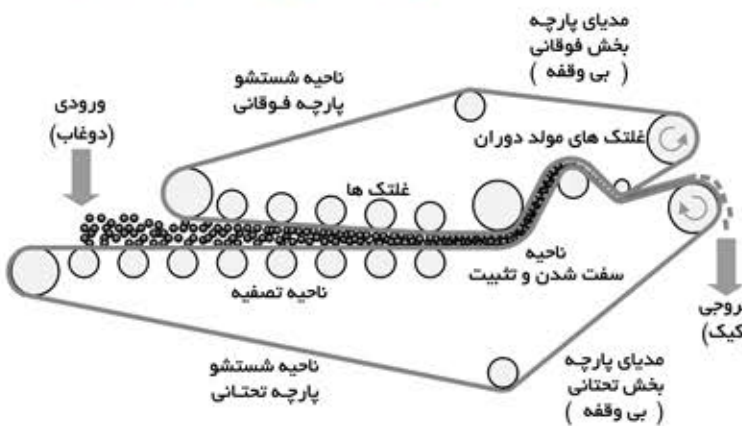 مدیای پارچه
بخش فوقانی
( بی وقفه )
ناحیه شستشو
پارچه فوقانی
ورودی
(دوغاب)
غلتک های مولد دوران
غلتک ها
ناحیه
سفت شدن و تثبیت
ناحیه تصفیه
روجی
کیک)
ناحیه شستشو
پارچه تحتانی
مدیای پارچه
بخش تحتانی
( بی وقفه )